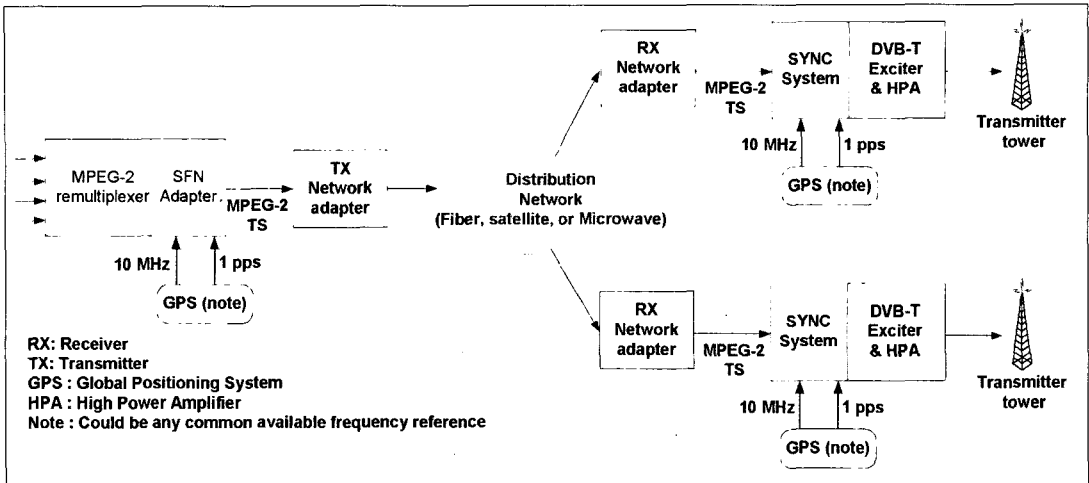 MPEG-2
remultiplexer
SFN
Adapter
10 MHz
1 pps
GPS (note)
MPEG-2
TS
TX
Network
adapter
Distribution
Network
(Fiber, satellite, or Microwave)
RX
Network
adapter
MPEG-2
TS
SYNC
System
DVB-T
Exciter
& HPA
Transmitter
tower
10 MHz
1 pps
GPS (note)
RX
Network
adapter
MPEG-2
TS
SYNC
System
DVB-T
Exciter
& HPA
Transmitter
tower
10 MHz
1 pps
GPS (note)
RX: Receiver
TX: Transmitter
GPS : Global Positioning System
HPA : High Power Amplifier
Note : Could be any common available frequency reference